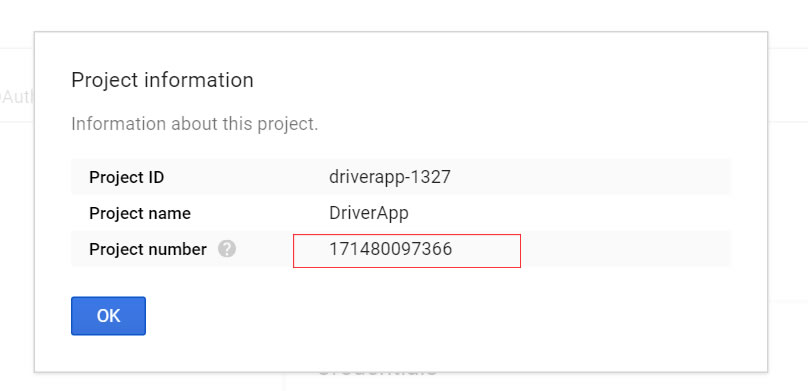 Project information
Information about this project.
Project ID driverapp-1327
Project name DriverApp
Project number ? 171480097366
OK